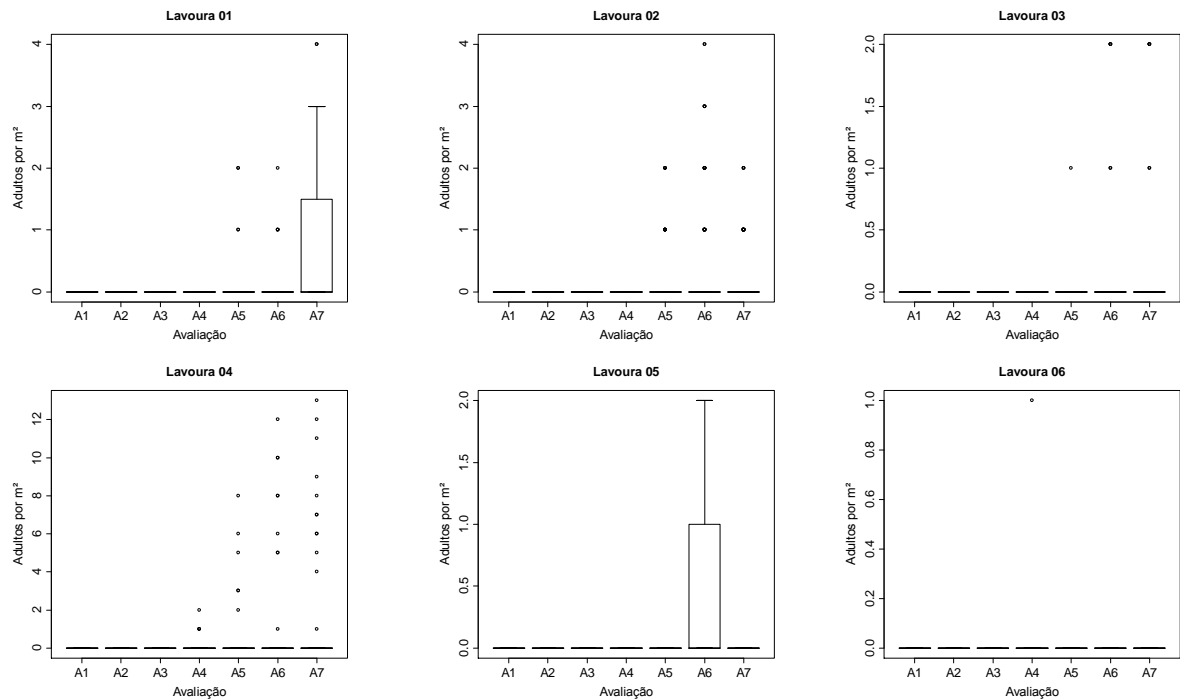 Lavoura 01
Adultos por m²
4
3
2
1
0
A1 A2 A3 A4 A5 A6 A7
Avaliação
Lavoura 02
Adultos por m²
4
3
2
1
0
A1 A2 A3 A4 A5 A6 A7
Avaliação
Lavoura 03
Adultos por m²
2.0
1.5
1.0
0.5
0.0
A1 A2 A3 A4 A5 A6 A7
Avaliação
Lavoura 04
Adultos por m²
12
10
8
6
4
2
0
A1 A2 A3 A4 A5 A6 A7
Avaliação
Lavoura 05
Adultos por m²
2.0
1.5
1.0
0.5
0.0
A1 A2 A3 A4 A5 A6 A7
Avaliação
Lavoura 06
Adultos por m²
1.0
0.8
0.6
0.4
0.2
0.0
A1 A2 A3 A4 A5 A6 A7
Avaliação